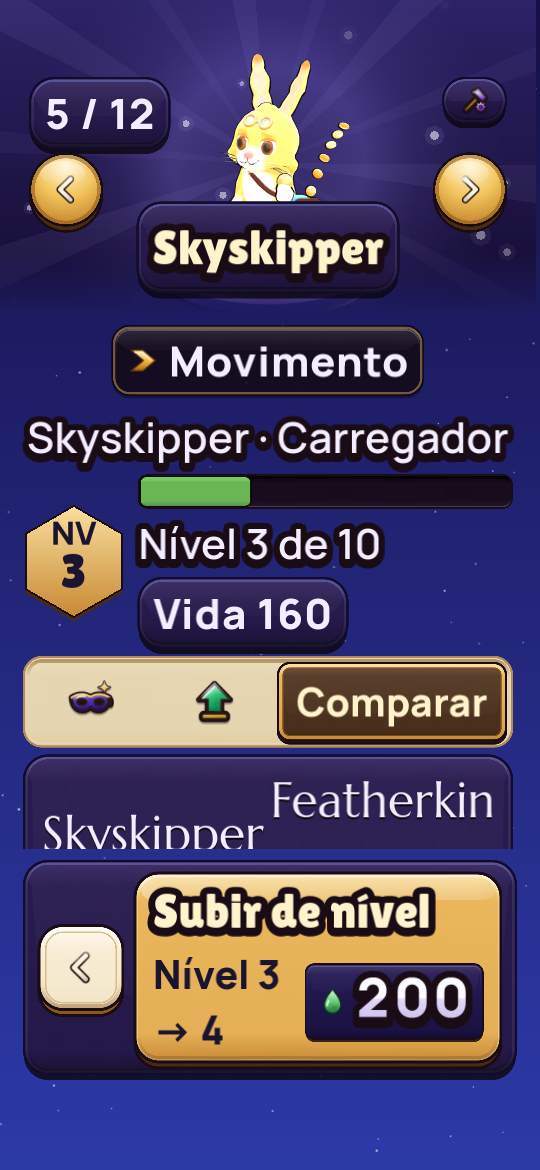 5 / 12
Skyskipper
Movimento
Skyskipper · Carregador
NV
3
Nível 3 de 10
Vida 160
Comparar
Featherkin
Skyskipper
Subir de nível
Nível 3
→ 4
200